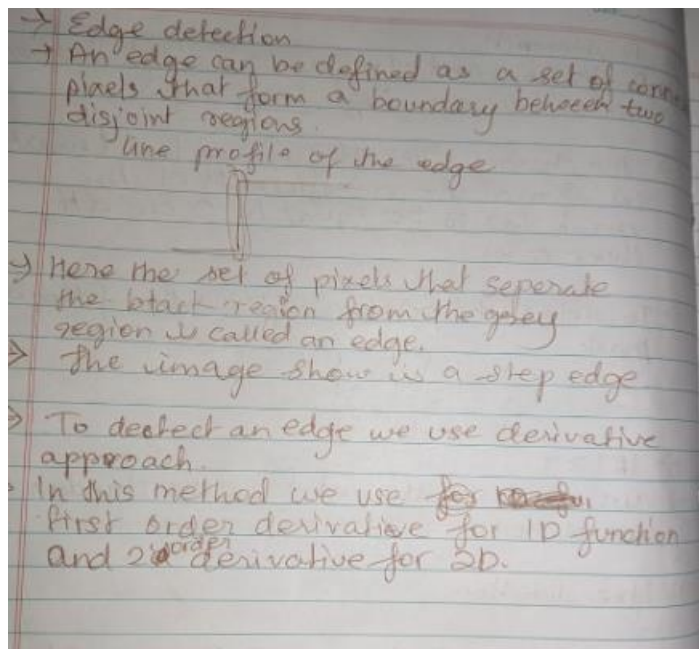 → Edge detection
→ An edge can be defined as a set of
pixels that form a boundary between two
disjoint regions.
line profile of the edge
→ Here the set of pixels that seperate
the black region from the grey
region is called an edge.
→ the image show is a step edge
→ To deetect an edge we use derivative
approach.
In this method we use
first order derivative for 1D function
and 2nd order derivative for 2D.